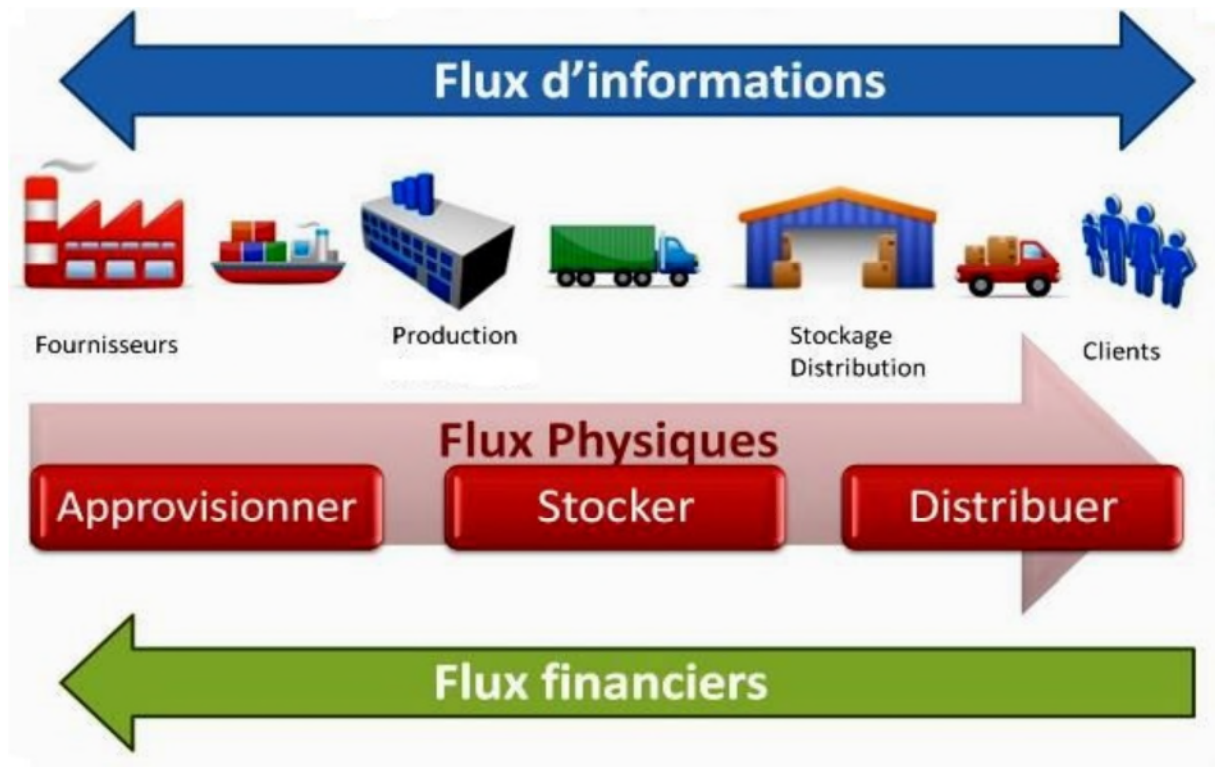 Flux d’informations
Fournisseurs
Production
Stockage
Distribution
Clients
Flux Physiques
Approvisionner
Stocker
Distribuer
Flux financiers